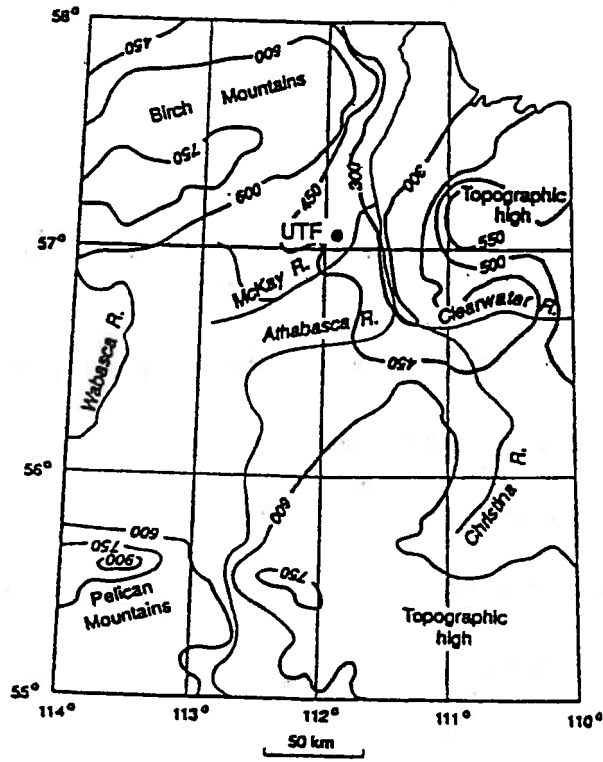 58°
450
600
Birch Mountains
750
600
450
300
300
Topographic
high
UTF
550
57°
500
McKay R.
Clearwater R.
Athabasca R.
Wabasca R.
450
56°
600
Christina R.
600
750
900
750
Pelican
Mountains
Topographic
high
55°
114°
113°
112°
111°
110°
50 km